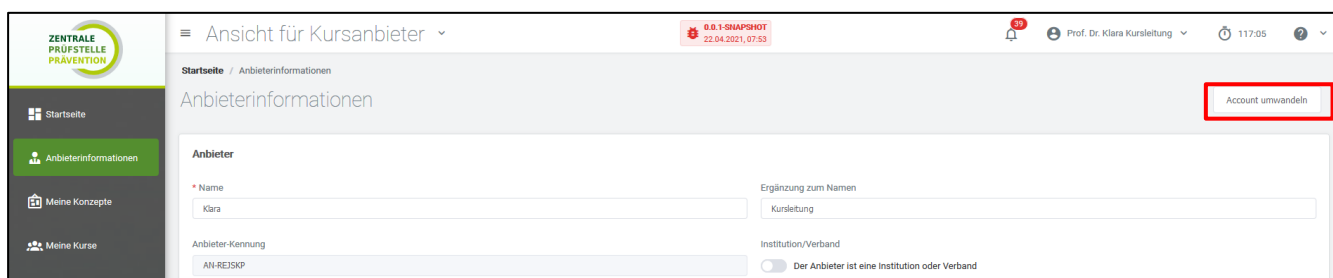 ZENTRALE
PRÜFSTELLE
PRÄVENTION
Ansicht für Kursanbieter
0.0.1-SNAPSHOT
22.04.2021, 07:53
39
Prof. Dr. Klara Kursleitung
117:05
Startseite / Anbieterinformationen
Anbieterinformationen
Account umwandeln
Startseite
Anbieterinformationen
Meine Konzepte
Meine Kurse
Anbieter
* Name
Ergänzung zum Namen
Klara
Kursleitung
Anbieter-Kennung
Institution/Verband
AN-REJSKP
Der Anbieter ist eine Institution oder Verband